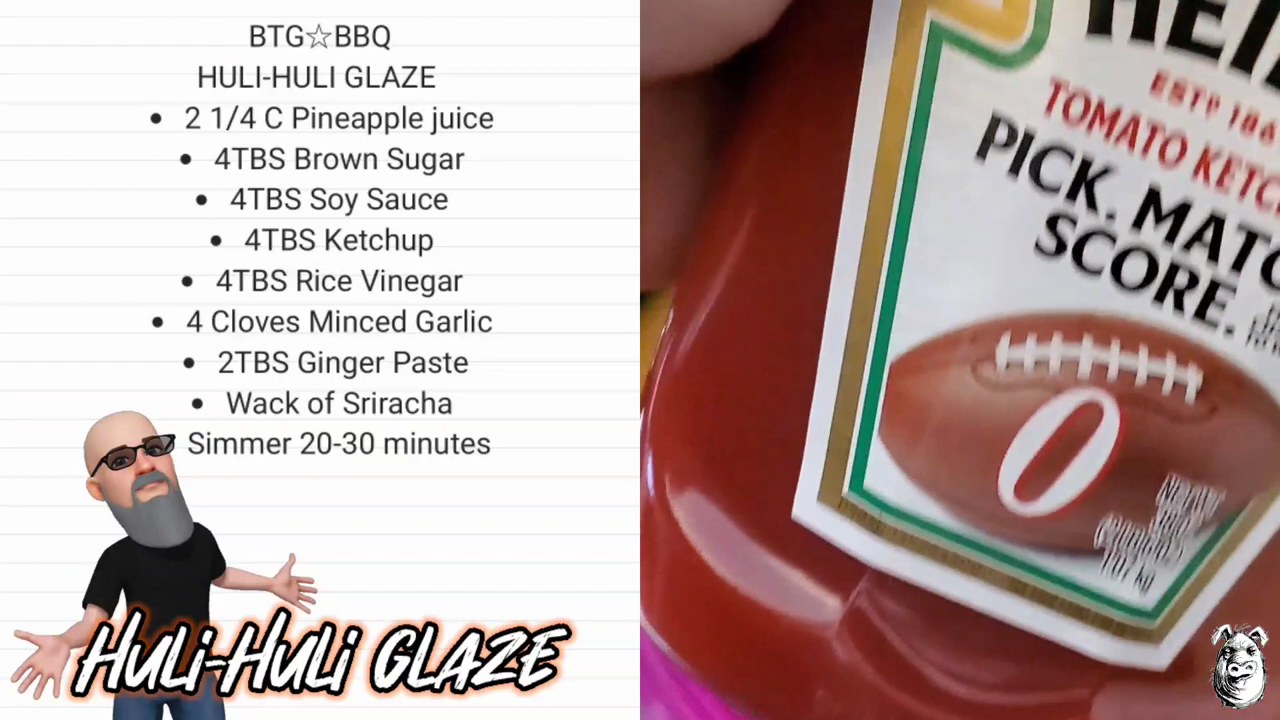 BTG☆BBQ
HULI-HULI GLAZE
• 2 1/4 C Pineapple juice
• 4TBS Brown Sugar
• 4TBS Soy Sauce
• 4TBS Ketchup
• 4TBS Rice Vinegar
• 4 Cloves Minced Garlic
• 2TBS Ginger Paste
• Wack of Sriracha
Simmer 20-30 minutes
HULI-HULI GLAZE
TOMATO
PICK.
SCORE.
0